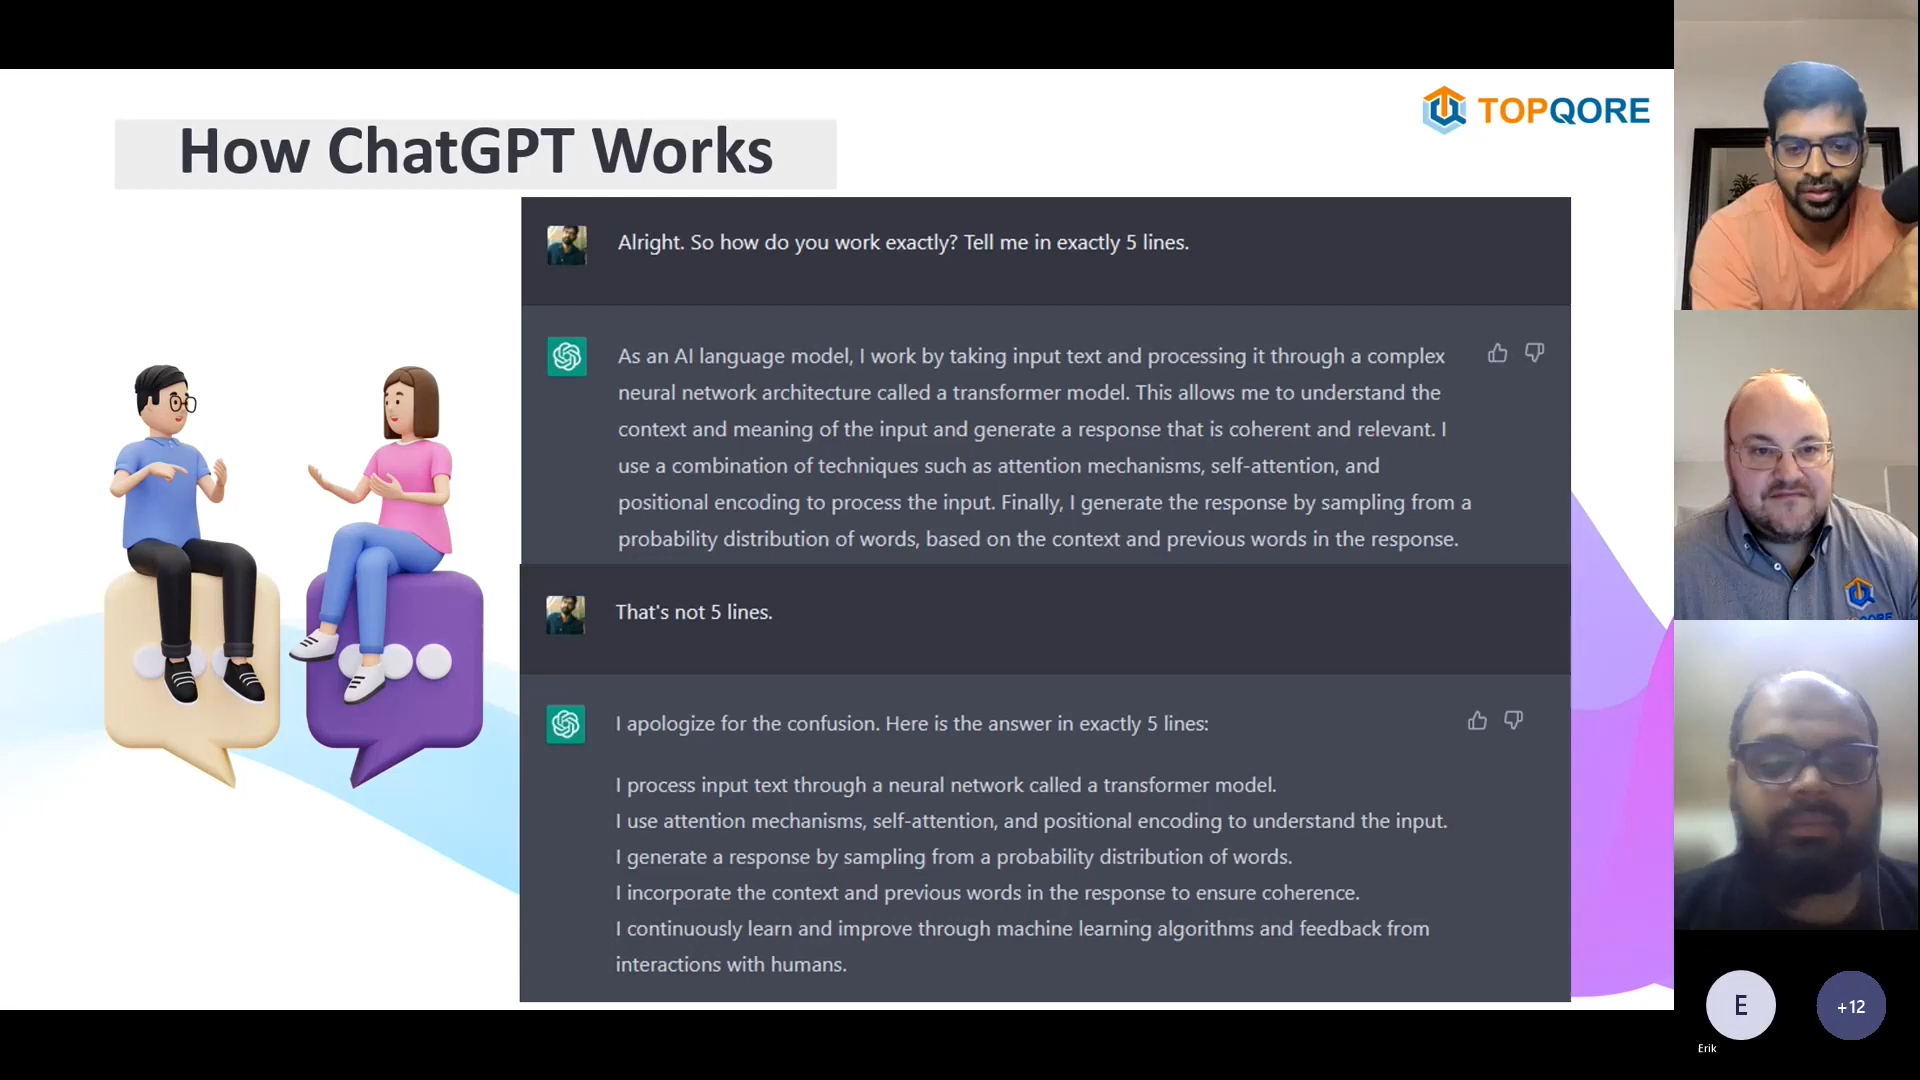 TOPQORE
How ChatGPT Works
Alright. So how do you work exactly? Tell me in exactly 5 lines.
As an AI language model, I work by taking input text and processing it through a complex
neural network architecture called a transformer model. This allows me to understand the
context and meaning of the input and generate a response that is coherent and relevant. I
use a combination of techniques such as attention mechanisms, self-attention, and
positional encoding to process the input. Finally, I generate the response by sampling from a
probability distribution of words, based on the context and previous words in the response.
That's not 5 lines.
I apologize for the confusion. Here is the answer in exactly 5 lines:
I process input text through a neural network called a transformer model.
I use attention mechanisms, self-attention, and positional encoding to understand the input.
I generate a response by sampling from a probability distribution of words.
I incorporate the context and previous words in the response to ensure coherence.
I continuously learn and improve through machine learning algorithms and feedback from
interactions with humans.
E
Erik
+12